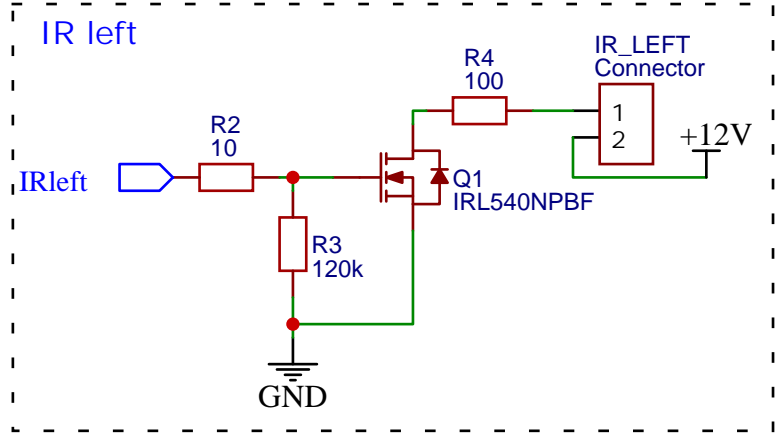 IR left
IR_LEFT
Connector
R4
100
1
2
+12V
R2
10
IRleft
Q1
IRL540NPBF
R3
120k
GND